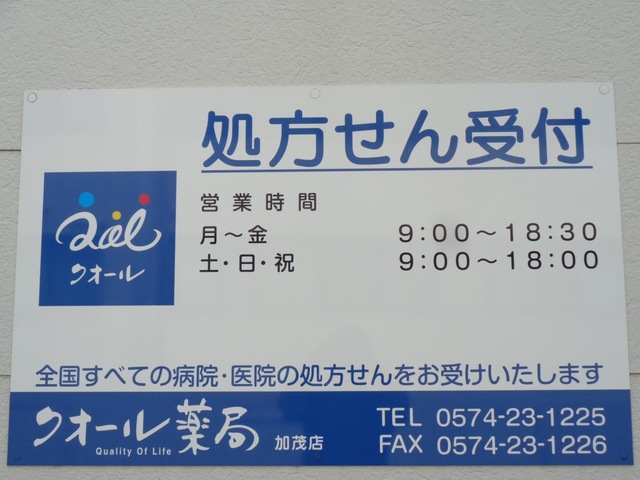 処方せん受付
営業時間
月～金 9:00～18:30
土・日・祝 9:00～18:00
Qol
クオール
全国すべての病院・医院の処方せんをお受けいたします
クオール薬局 加茂店
Quality Of Life
TEL 0574-23-1225
FAX 0574-23-1226